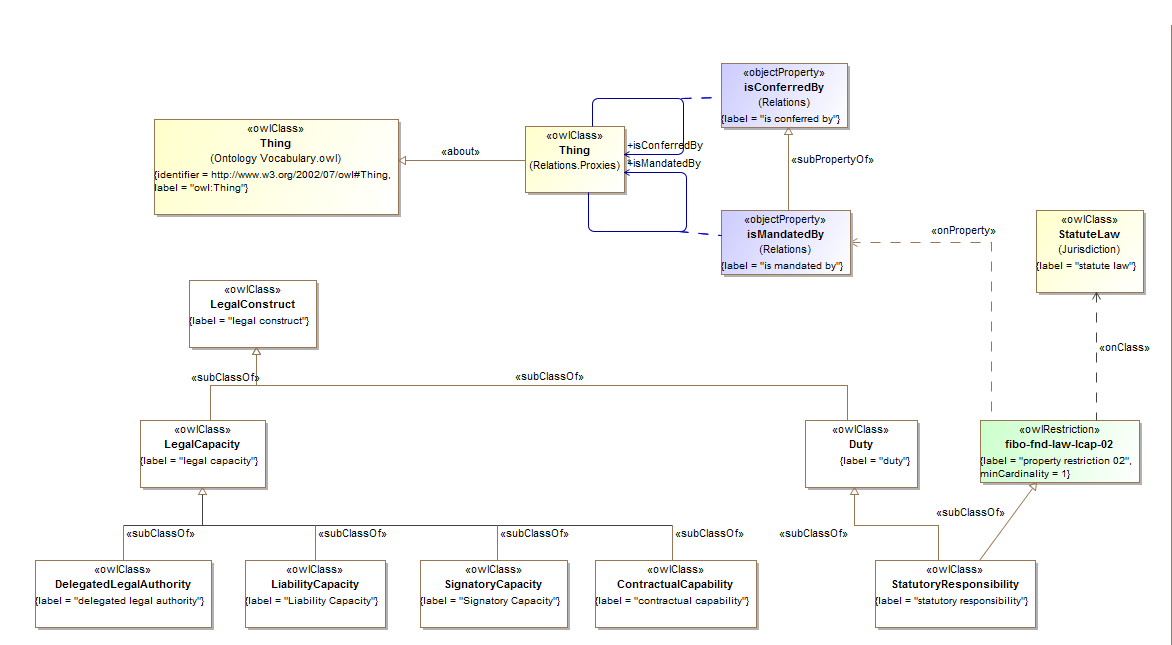 «objectProperty»
isConferredBy
(Relations)
{label = "is conferred by"}
«owlClass»
Thing
(Ontology Vocabulary.owl)
{identifier = http://www.w3.org/2002/07/owl#Thing,
label = "owl:Thing"}
«about»
«owlClass»
Thing
(Relations.Proxies)
+isConferredBy
+isMandatedBy
«subPropertyOf»
«objectProperty»
isMandatedBy
(Relations)
{label = "is mandated by"}
«onProperty»
«owlClass»
StatuteLaw
(Jurisdiction)
{label = "statute law"}
«owlClass»
LegalConstruct
{label = "legal construct"}
«onClass»
«subClassOf»
«subClassOf»
«owlClass»
LegalCapacity
{label = "legal capacity"}
«owlClass»
Duty
{label = "duty"}
«owlRestriction»
fibo-fnd-law-lcap-02
{label = "property restriction 02",
minCardinality = 1}
«subClassOf»
«subClassOf»
«subClassOf»
«subClassOf»
«subClassOf»
«subClassOf»
«owlClass»
DelegatedLegalAuthority
{label = "delegated legal authority"}
«owlClass»
LiabilityCapacity
{label = "Liability Capacity"}
«owlClass»
SignatoryCapacity
{label = "Signatory Capacity"}
«owlClass»
ContractualCapability
{label = "contractual capability"}
«owlClass»
StatutoryResponsibility
{label = "statutory responsibility"}